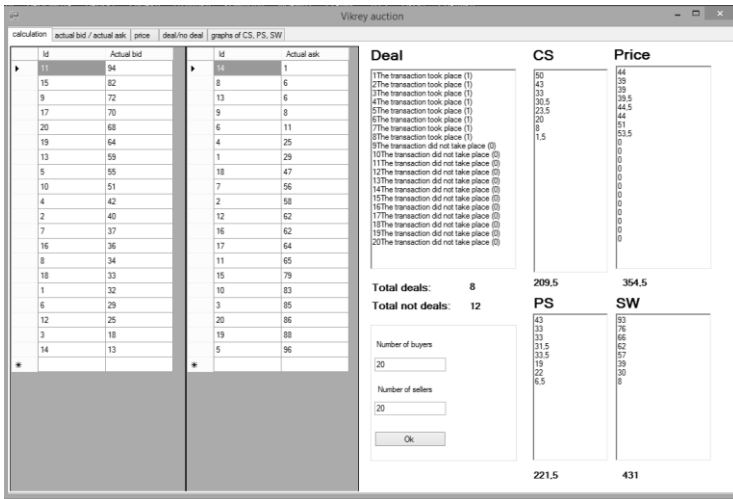 Vikrey auction
calculation actual bid / actual ask price deal/no deal graphs of CS, PS, SW
Id Actual bid
11 94
15 82
9 72
17 70
20 68
19 64
13 59
5 55
10 51
4 42
2 40
7 37
16 36
8 34
18 33
1 32
6 29
12 25
3 18
14 13
Id Actual ask
14 1
8 6
13 6
9 8
6 11
4 25
1 29
18 47
7 56
2 58
12 62
16 62
17 64
11 65
15 79
10 83
3 85
20 86
19 88
5 96
Deal
1The transaction took place (1)
2The transaction took place (1)
3The transaction took place (1)
4The transaction took place (1)
5The transaction took place (1)
6The transaction took place (1)
7The transaction took place (1)
8The transaction took place (1)
9The transaction did not take place (0)
10The transaction did not take place (0)
11The transaction did not take place (0)
12The transaction did not take place (0)
13The transaction did not take place (0)
14The transaction did not take place (0)
15The transaction did not take place (0)
16The transaction did not take place (0)
17The transaction did not take place (0)
18The transaction did not take place (0)
19The transaction did not take place (0)
20The transaction did not take place (0)
Total deals: 8
Total not deals: 12
Number of buyers
20
Number of sellers
20
Ok
CS
50
43
33
30,5
23,5
20
8
1,5
209,5
Price
44
39
39
39,5
44,5
44
51
53,5
0
0
0
0
0
0
0
0
0
0
0
0
354,5
PS
43
33
33
31,5
33,5
19
22
6,5
221,5
SW
93
76
66
62
57
39
30
8
431